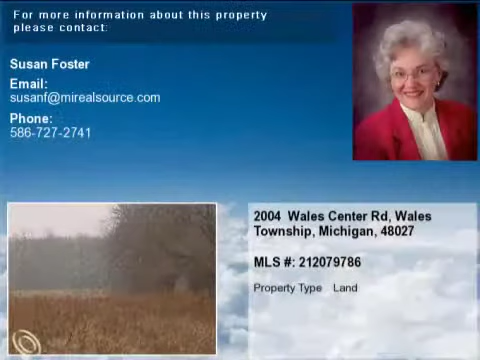 For more information about this property
please contact:
Susan Foster
Email:
susanf@mirealsource.com
Phone:
586-727-2741
2004 Wales Center Rd, Wales
Township, Michigan, 48027
MLS #: 212079786
Property Type Land